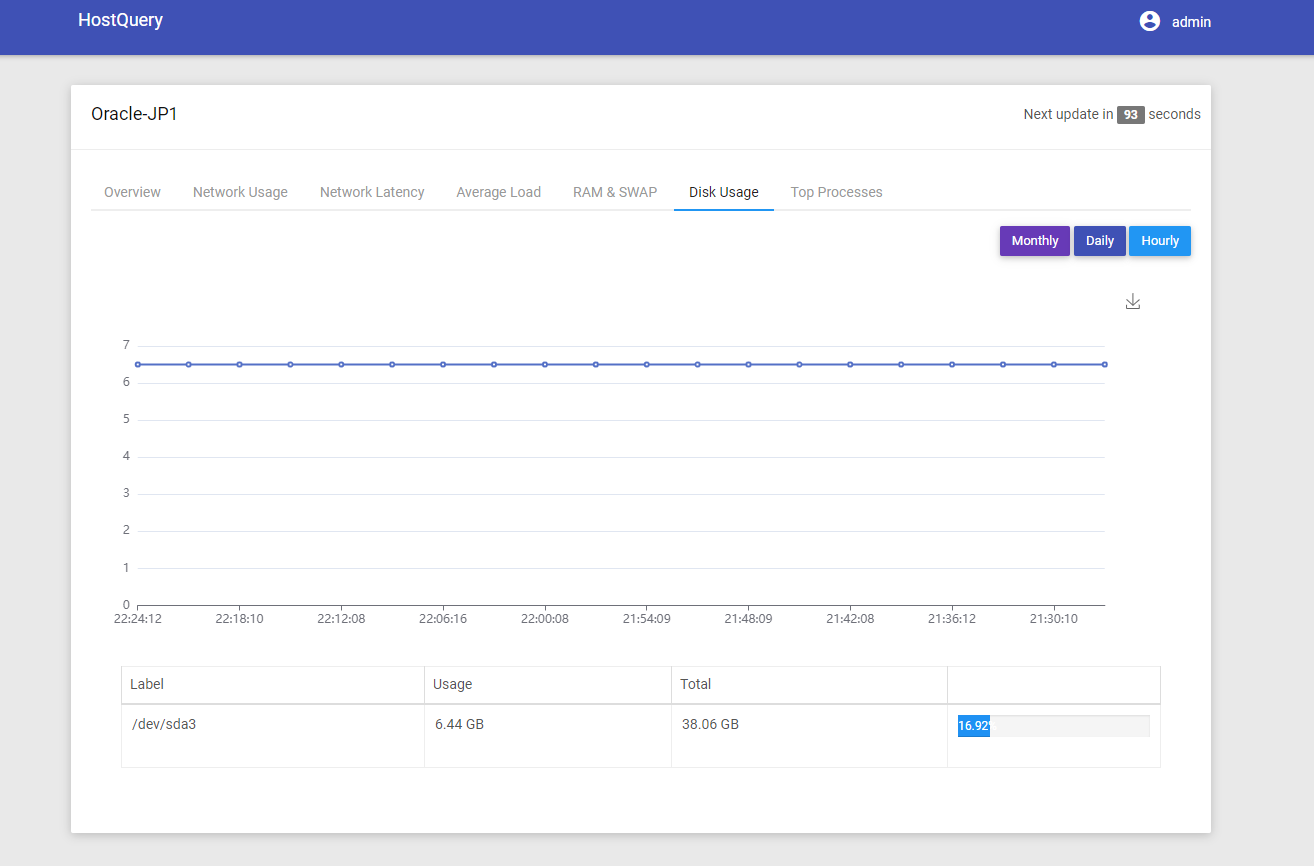 HostQuery
admin
Oracle-JP1
Next update in 93 seconds
Overview Network Usage Network Latency Average Load RAM & SWAP Disk Usage Top Processes
Monthly Daily Hourly
7
6
5
4
3
2
1
0
22:24:12 22:18:10 22:12:08 22:06:16 22:00:08 21:54:09 21:48:09 21:42:08 21:36:12 21:30:10
Label Usage Total
/dev/sda3 6.44 GB 38.06 GB 16.92%